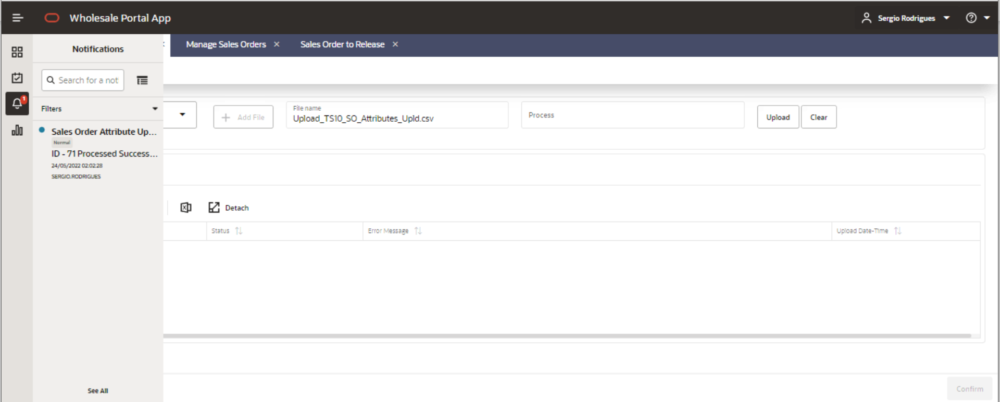 Wholesale Portal App
Sergio Rodrigues
Notifications
Manage Sales Orders
Sales Order to Release
Search for a not
1
Filters
Add File
File name
Upload_TS10_SO_Attributes_Upld.csv
Process
Upload
Clear
Sales Order Attribute Up...
Normal
ID - 71 Processed Success...
24/05/2022 02:02:28
SERGIO.RODRIGUES
Detach
Status
Error Message
Upload Date-Time
See All
Confirm